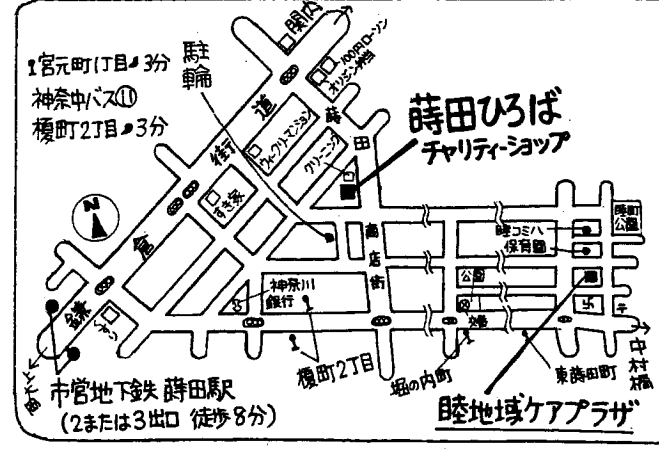 関内
宮元町1丁目 3分
神奈中バス⑪
榎町2丁目 3分
駐輪
100円ローソン
オリジン弁当
鎌倉街道
ウィークリーマンション
クリーニング
すき家
蒔田商店街
蒔田ひろば
チャリティーショップ
N
睦町
公園
睦コミハ
保育園
公園
交番
神奈川
銀行
榎町2丁目
堀の内町
東蒔田町
中村橋
卍
〒
市営地下鉄 蒔田駅
(2または3出口 徒歩8分)
睦地域ケアプラザ